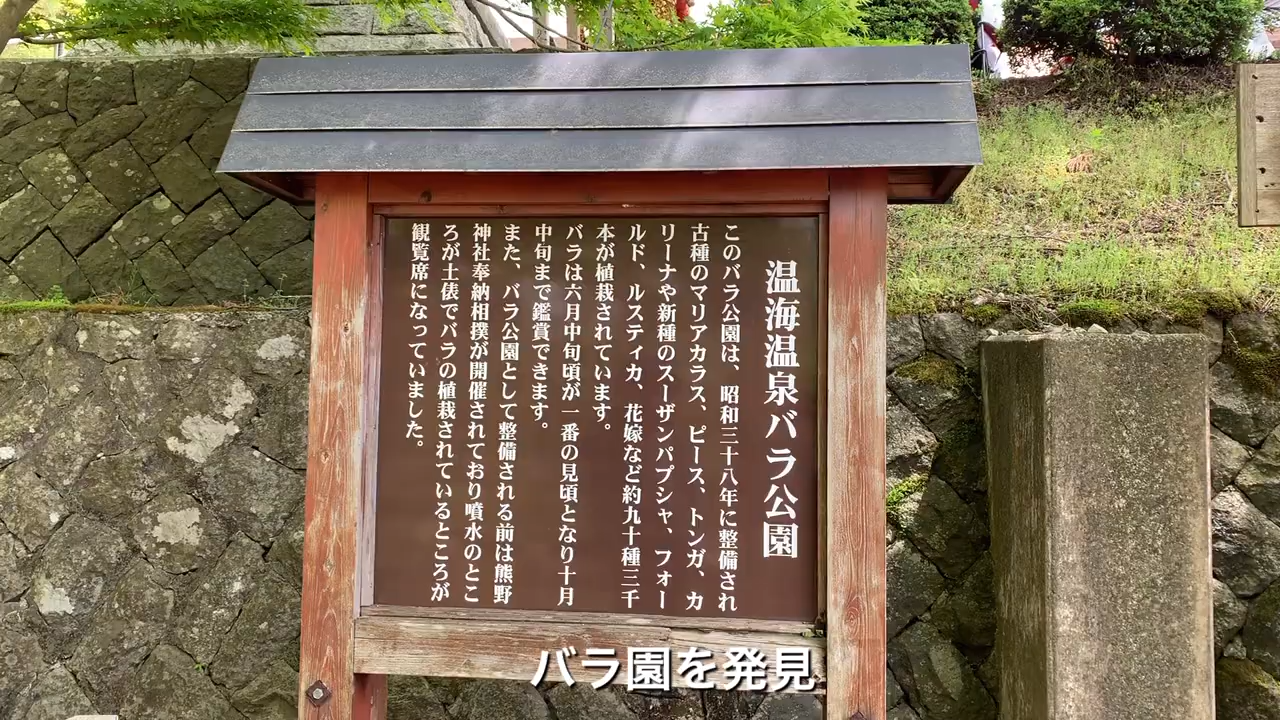 温海温泉バラ公園
このバラ公園は、昭和三十八年に整備され
古種のマリアカラス、ピース、トンガ、カ
リーナや新種のスーザンパプシャ、フォー
ルド、ルスティカ、花嫁など約九十種三千
本が植栽されています。
バラは六月中旬頃が一番の見頃となり十月
中旬まで鑑賞できます。
また、バラ公園として整備される前は熊野
神社奉納相撲が開催されており噴水のとこ
ろが土俵でバラの植栽されているところが
観覧席になっていました。
バラ園を発見